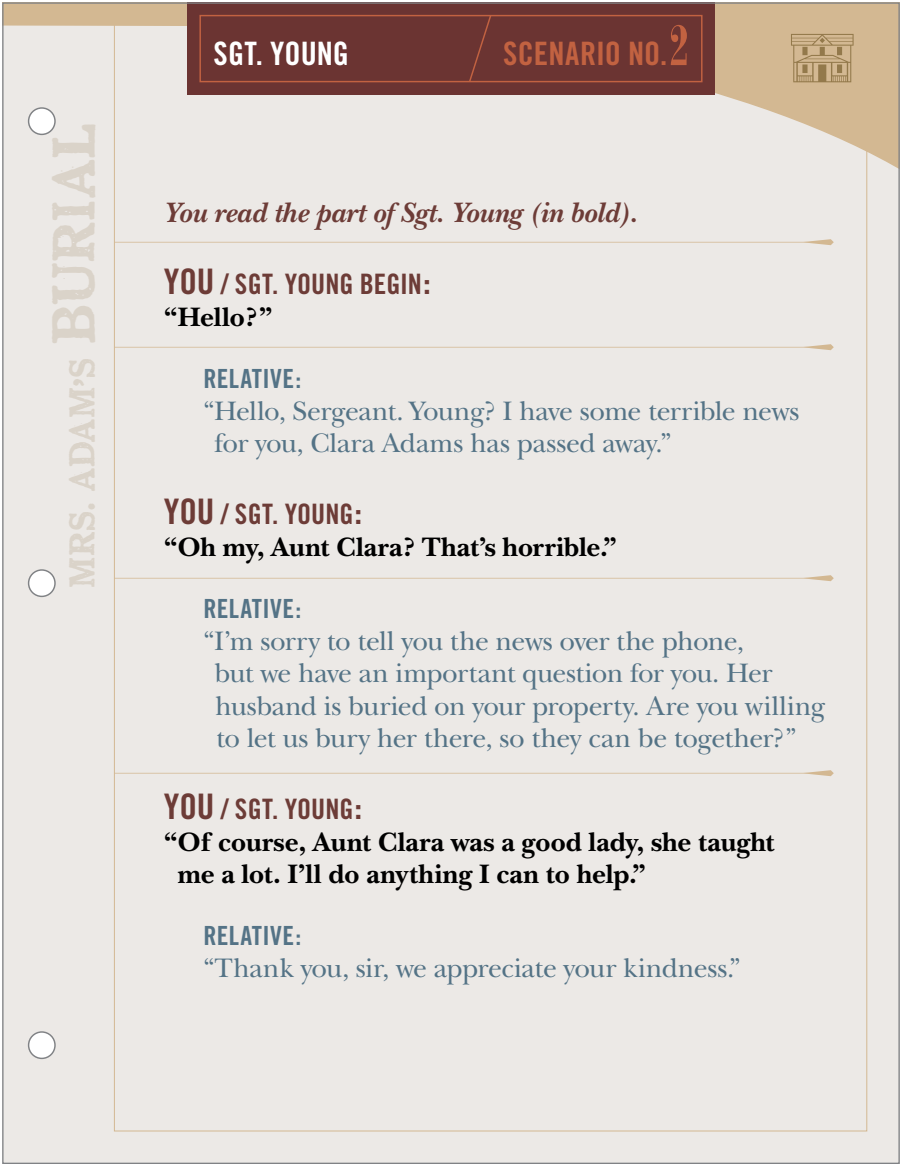 SGT. YOUNG
SCENARIO NO.2
MRS. ADAM'S BURIAL
You read the part of Sgt. Young (in bold).
YOU / SGT. YOUNG BEGIN:
“Hello?”
RELATIVE:
“Hello, Sergeant. Young? I have some terrible news
for you, Clara Adams has passed away.”
YOU / SGT. YOUNG:
“Oh my, Aunt Clara? That’s horrible.”
RELATIVE:
“I’m sorry to tell you the news over the phone,
but we have an important question for you. Her
husband is buried on your property. Are you willing
to let us bury her there, so they can be together?”
YOU / SGT. YOUNG:
“Of course, Aunt Clara was a good lady, she taught
me a lot. I’ll do anything I can to help.”
RELATIVE:
“Thank you, sir, we appreciate your kindness.”